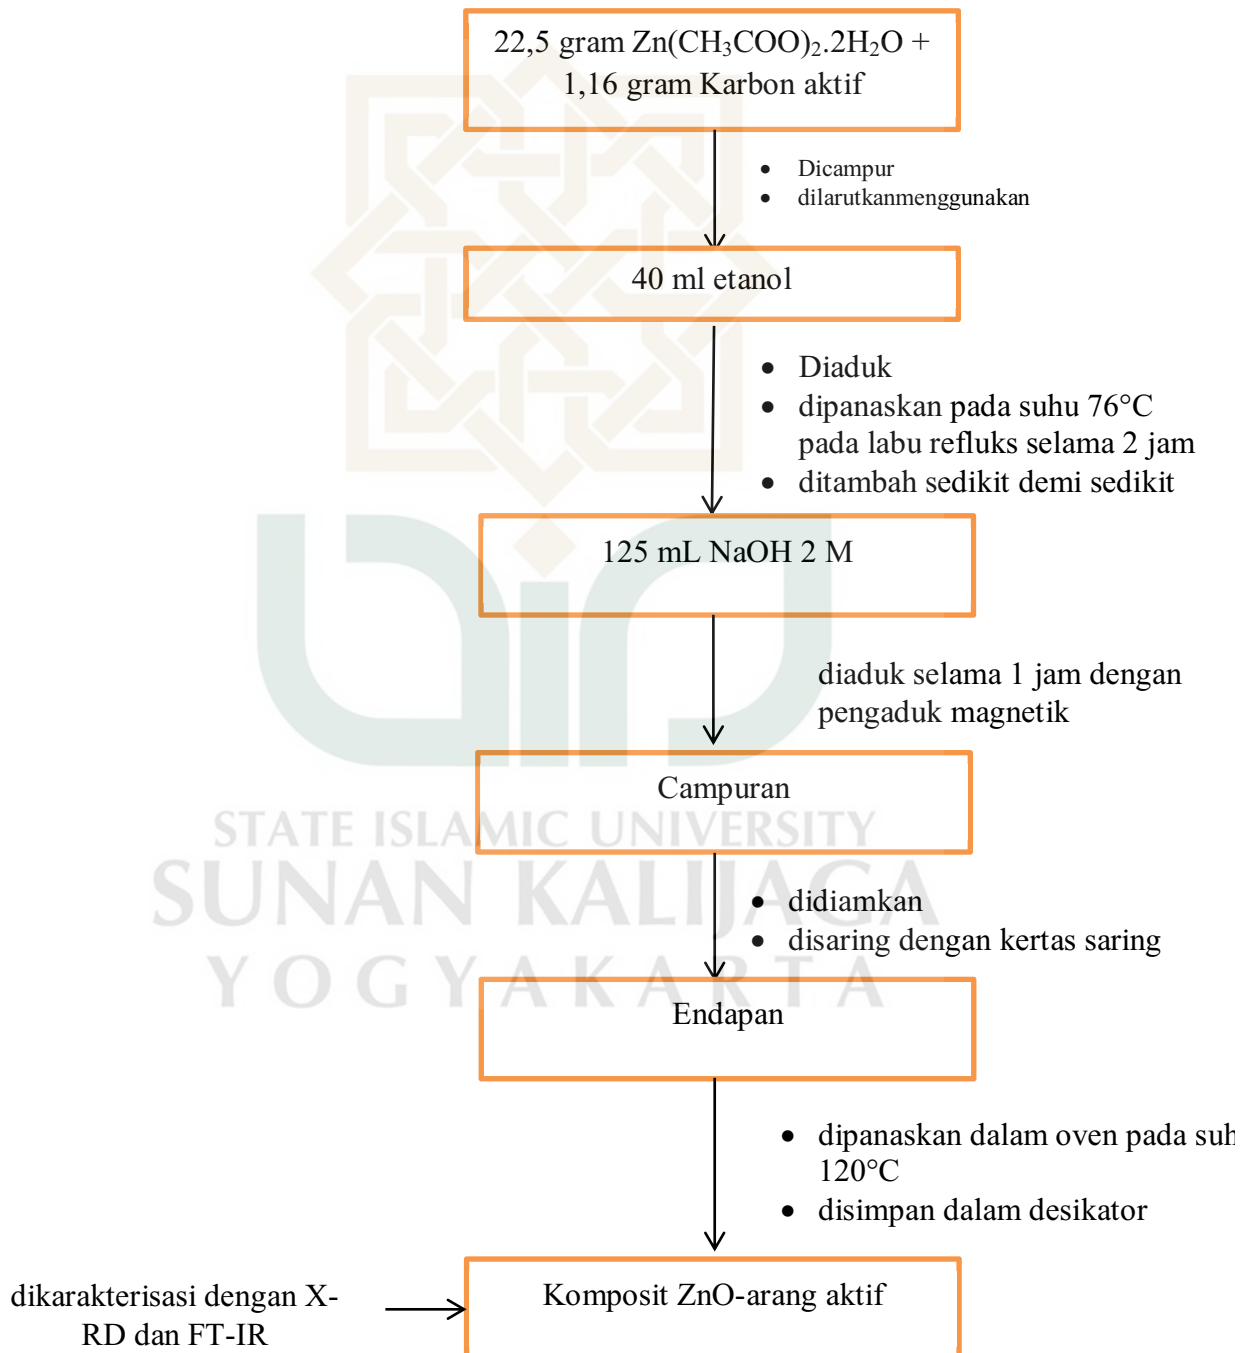 22,5 gram Zn(CH₃COO)₂.2H₂O +
1,16 gram Karbon aktif
• Dicampur
• dilarutkanmenggunakan
40 ml etanol
• Diaduk
• dipanaskan pada suhu 76°C
pada labu refluks selama 2 jam
• ditambah sedikit demi sedikit
125 mL NaOH 2 M
diaduk selama 1 jam dengan
pengaduk magnetik
Campuran
STATE ISLAMIC UNIVERSITY
SUNAN KALIJAGA
YOGYAKARTA
• didiamkan
• disaring dengan kertas saring
Endapan
• dipanaskan dalam oven pada suh
120°C
• disimpan dalam desikator
Komposit ZnO-arang aktif
dikarakterisasi dengan X-
RD dan FT-IR